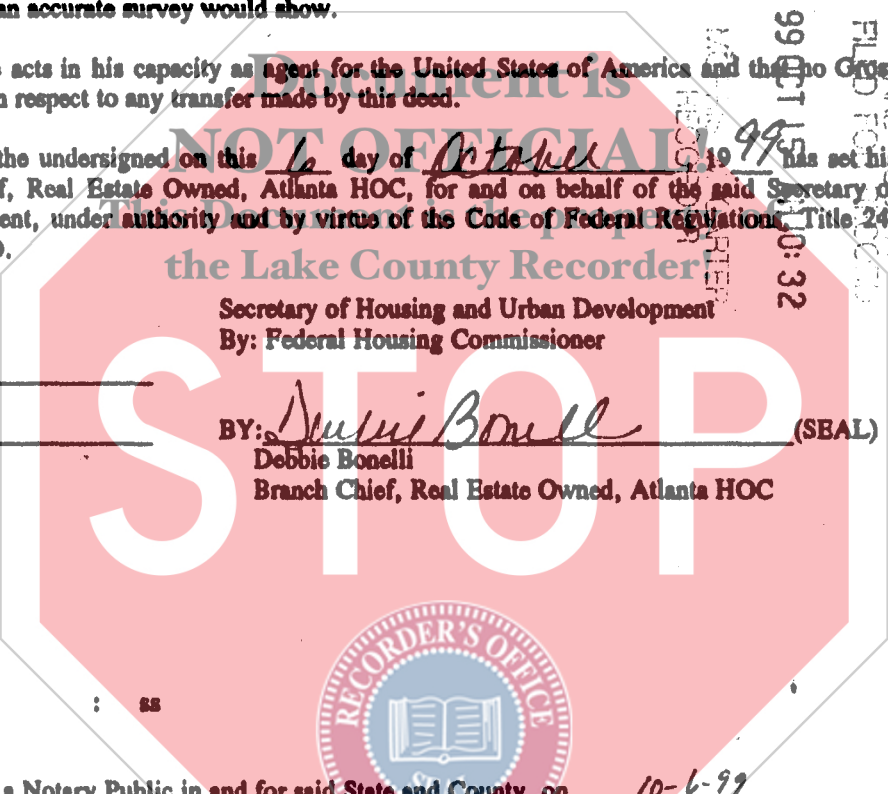 an accurate survey would show.
acts in his capacity as agent for the United States of America and that no Gros
n respect to any transfer made by this deed.
the undersigned on this 6 day of October, 1999 has set hi
f, Real Estate Owned, Atlanta HOC, for and on behalf of the said Secretary o
ent, under authority and by virtue of the Code of Federal Regulations, Title 24
Document is
NOT OFFICIAL!
This Document is the property of
the Lake County Recorder!
99 OCT 15 AM 10:32
RECORDER
Secretary of Housing and Urban Development
By: Federal Housing Commissioner
BY: Debbie Bonelli (SEAL)
Debbie Bonelli
Branch Chief, Real Estate Owned, Atlanta HOC
STOP
RECORDER'S OFFICE
: ss
a Notary Public in and for said State and County, on 10-6-99